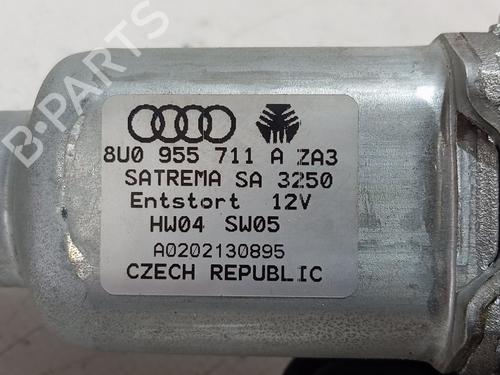 8U0 955 711 A ZA3
SATREMA SA 3250
Entstort 12V
HW04 SW05
A0202130895
CZECH REPUBLIC
B-PARTS